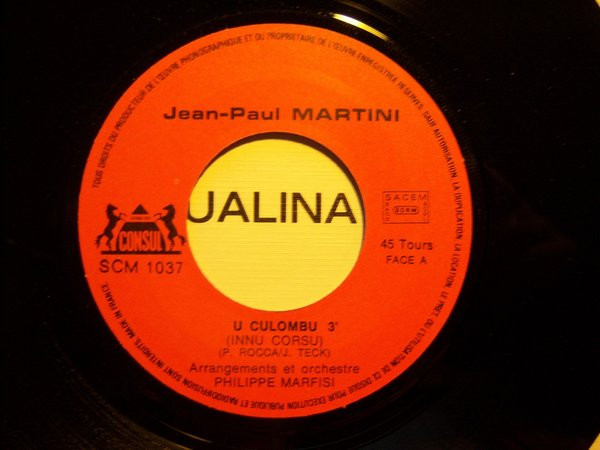 TOUS DROITS DU PRODUCTEUR DE L'ŒUVRE PHONOGRAPHIQUE ET DU PROPRIETAIRE DE L'ŒUVRE ENREGISTREE RESERVES. SAUF AUTORISATION, LA DUPLICATION, LA LOCATION, LE PRET, OU L'UTILISATION DE CE DISQUE POUR EXECUTION PUBLIQUE ET RADIODIFFUSION SONT INTERDITS. MADE IN FRANCE.
Jean-Paul MARTINI
JALINA
CONSUL
SCM 1037
SACEM
SDRM
45 Tours
FACE A
U CULOMBU 3'
(INNU CORSU)
(P. ROCCA/J. TECK)
Arrangements et orchestre
PHILIPPE MARFISI